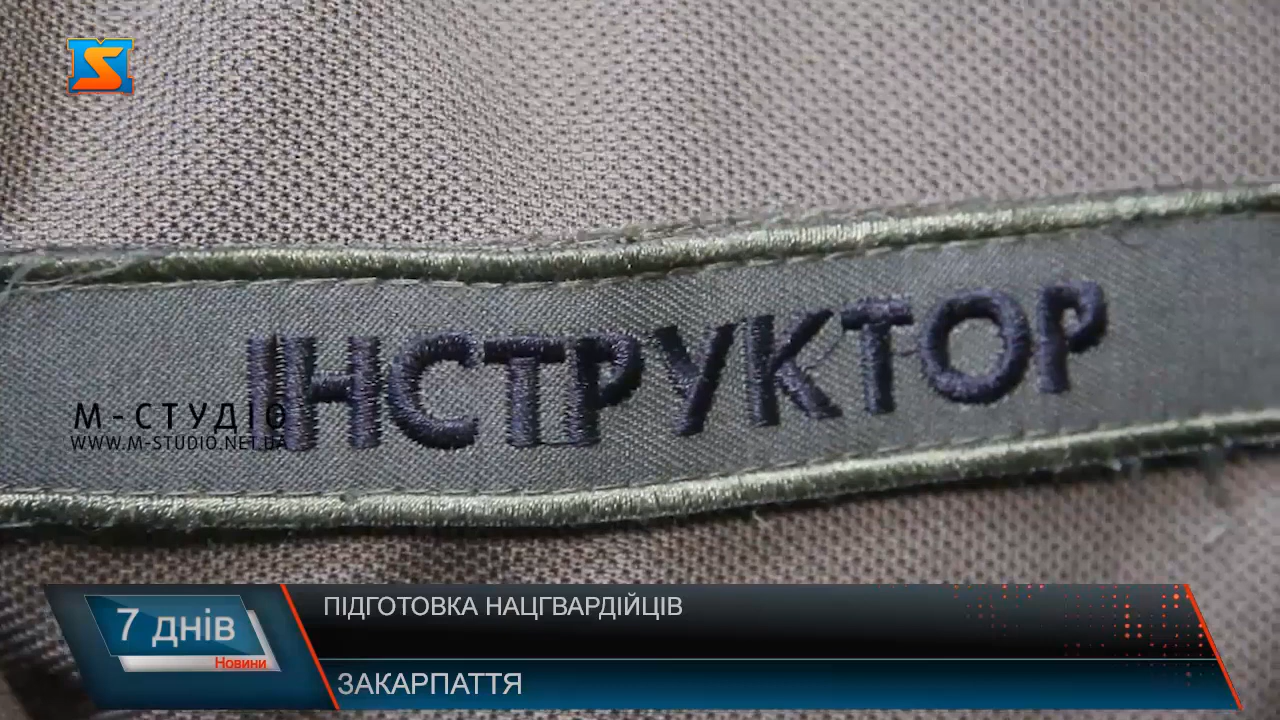 ІНСТРУКТОР
М-СТУДІО
WWW.M-STUDIO.NET.UA
7 днів
Новини
ПІДГОТОВКА НАЦГВАРДІЙЦІВ
ЗАКАРПАТТЯ